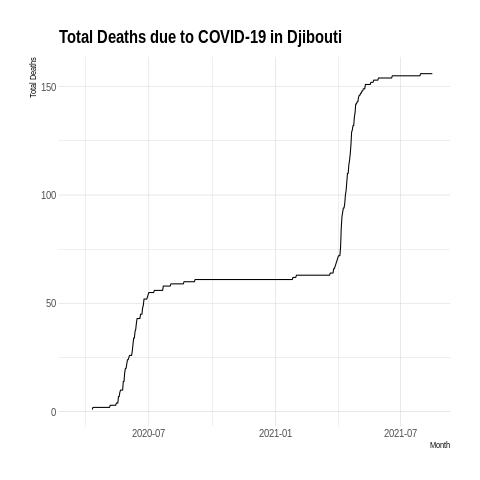 Total Deaths due to COVID-19 in Djibouti
Total Deaths
150
100
50
0
2020-07
2021-01
2021-07
Month